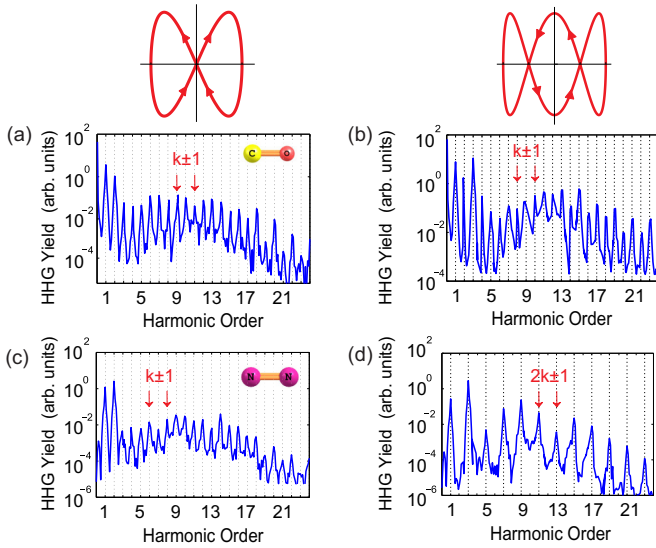 (a)
HHG Yield (arb. units)
10^2
10^0
10^-2
10^-4
k±1
C
O
1 5 9 13 17 21
Harmonic Order
(b)
HHG Yield (arb. units)
10^2
10^0
10^-2
10^-4
k±1
1 5 9 13 17 21
Harmonic Order
(c)
HHG Yield (arb. units)
10^2
10^0
10^-2
10^-4
10^-6
k±1
N
N
1 5 9 13 17 21
Harmonic Order
(d)
HHG Yield (arb. units)
10^2
10^0
10^-2
10^-4
10^-6
2k±1
1 5 9 13 17 21
Harmonic Order